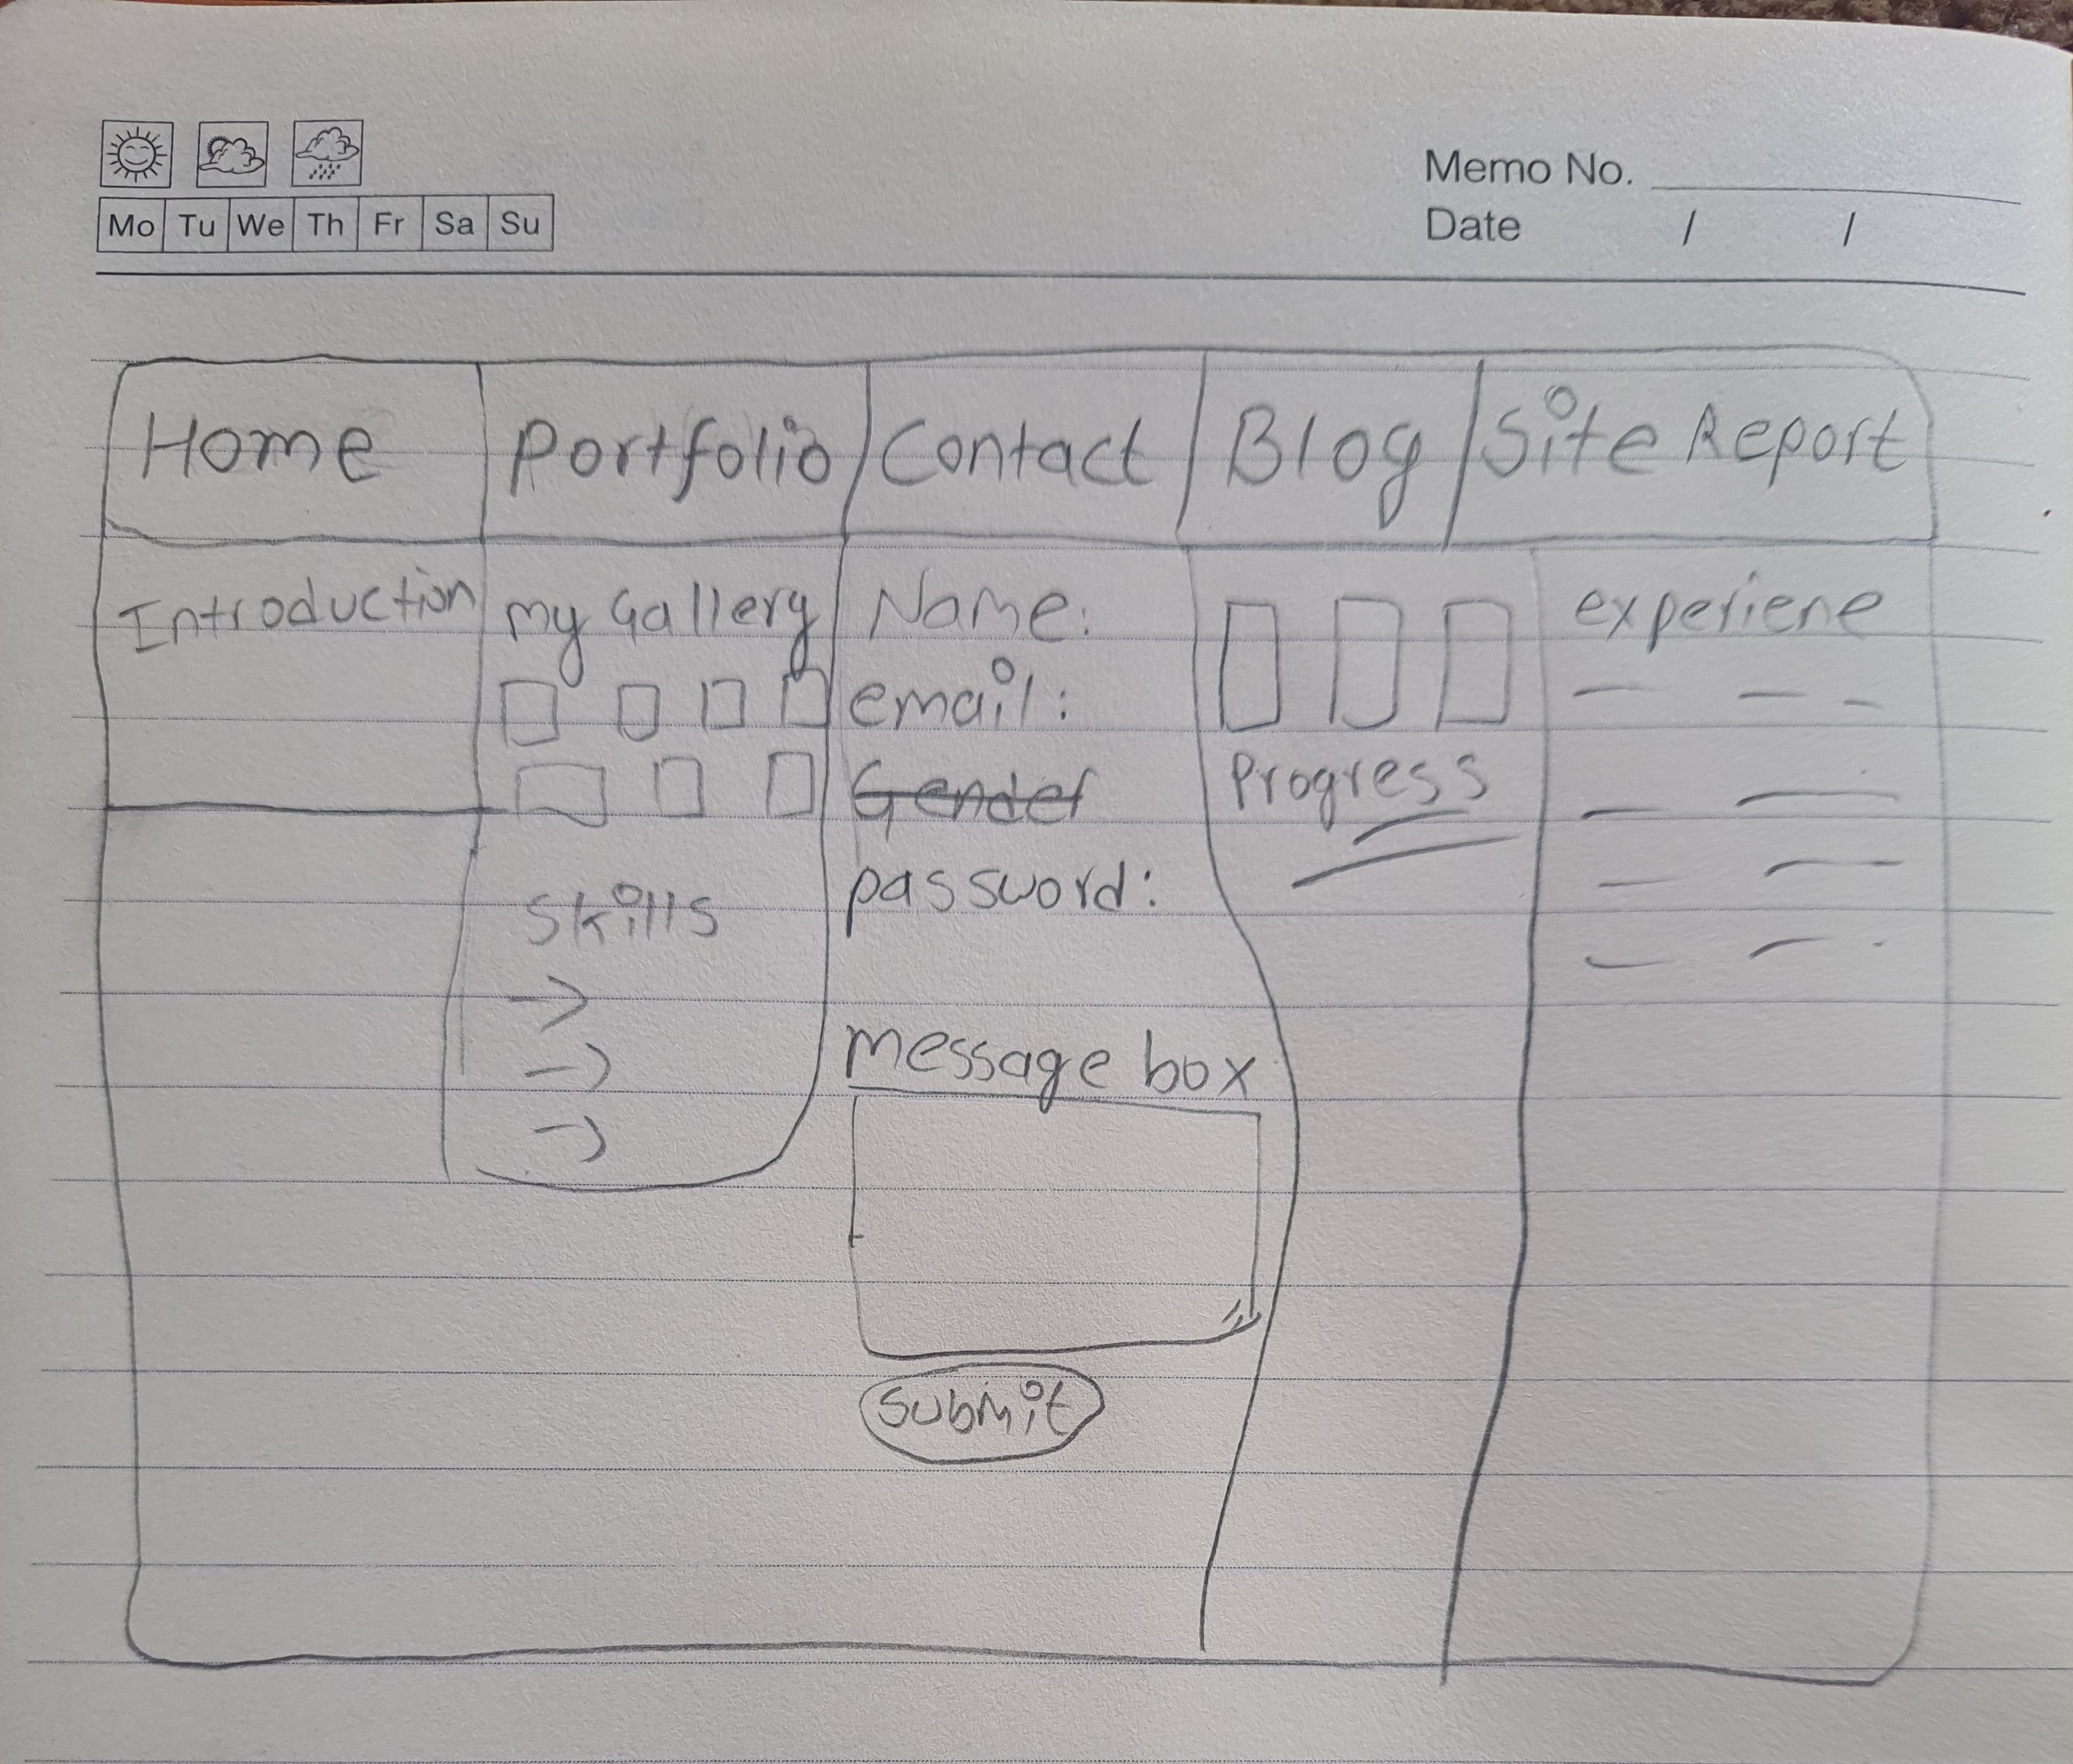 Memo No.
Mo Tu We Th Fr Sa Su
Date / /
Home Portfolio Contact Blog Site Report
Introduction
my Gallery
Skills
Name:
email:
Gender
password:
message box
submit
Progress
experiene